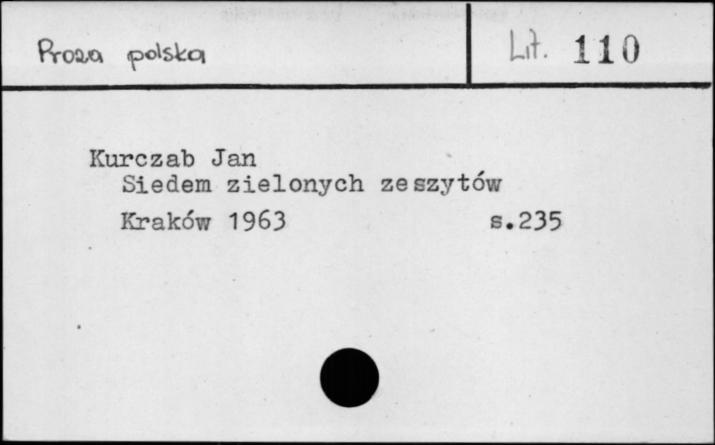 Proza polska
Lit. 110
Kurczab Jan
Siedem zielonych zeszytów
Kraków 1963 s.235